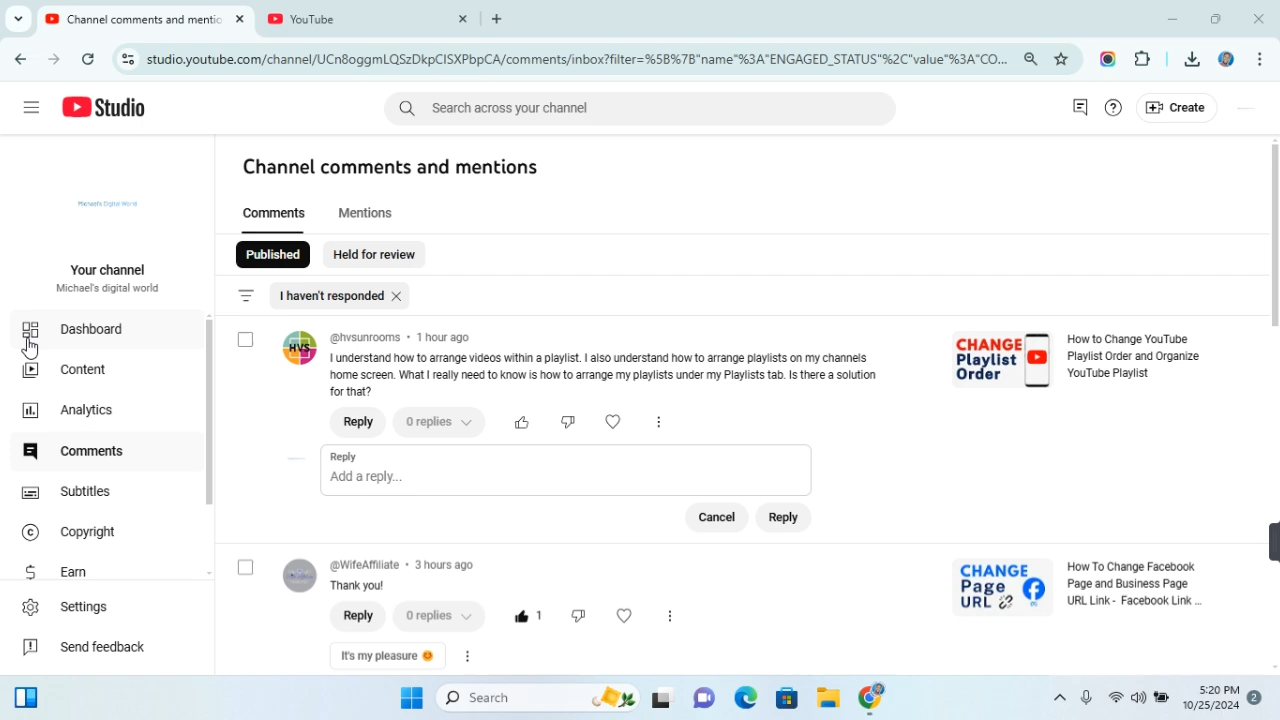 Channel comments and mentio
YouTube
studio.youtube.com/channel/UCn8oggmLQSzDkpCISXPbpCA/comments/inbox?filter=%5B%7B"name"%3A"ENGAGED_STATUS"%2C"value"%3A"CO...
Studio
Search across your channel
Create
Michael's Digital World
Your channel
Michael's digital world
Dashboard
Content
Analytics
Comments
Subtitles
Copyright
Earn
Settings
Send feedback
Channel comments and mentions
Comments Mentions
Published Held for review
I haven't responded
HVS
@hvsunrooms • 1 hour ago
I understand how to arrange videos within a playlist. I also understand how to arrange playlists on my channels
home screen. What I really need to know is how to arrange my playlists under my Playlists tab. Is there a solution
for that?
Reply 0 replies
Reply
Add a reply...
Cancel Reply
CHANGE
Playlist
Order
How to Change YouTube
Playlist Order and Organize
YouTube Playlist
@WifeAffiliate • 3 hours ago
Thank you!
Reply 0 replies 1
It's my pleasure 😊
CHANGE
Page
URL
How To Change Facebook
Page and Business Page
URL Link - Facebook Link ...
Search
5:20 PM
10/25/2024
2